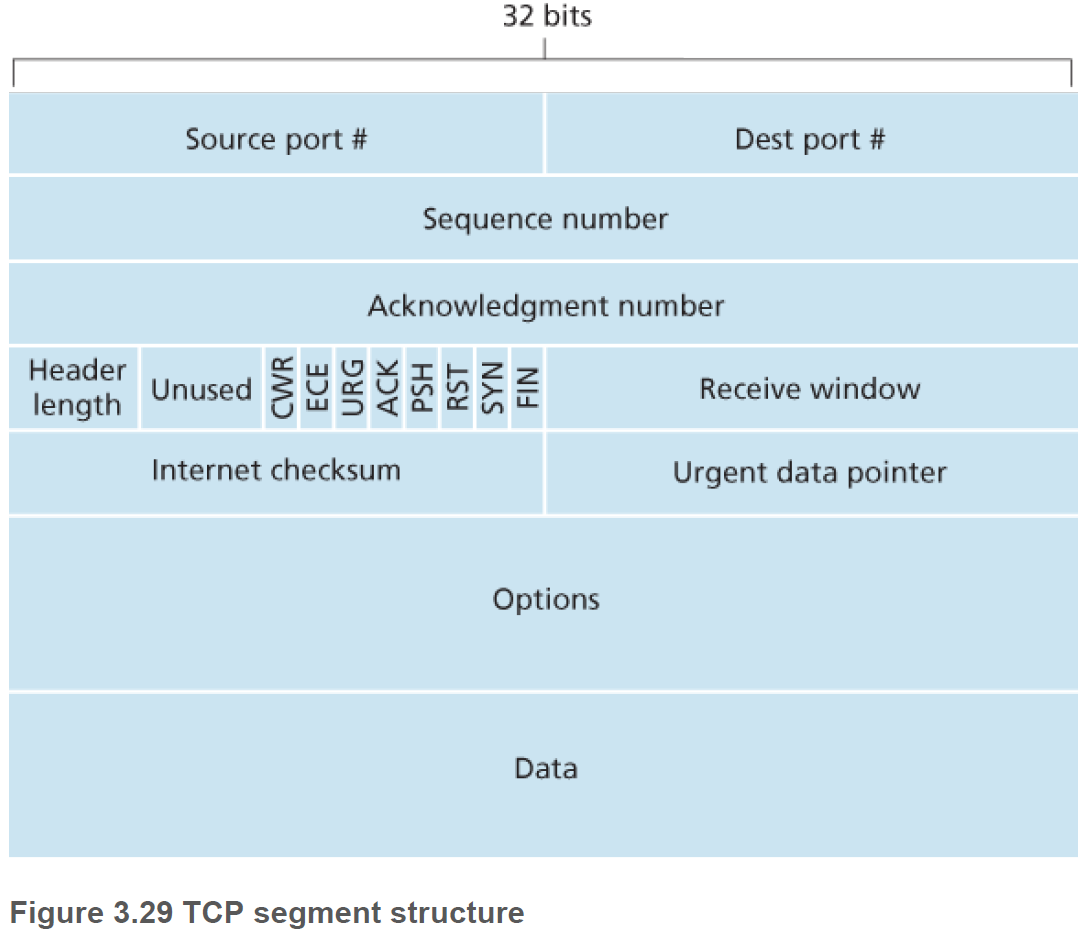 32 bits
Source port #
Dest port #
Sequence number
Acknowledgment number
Header
length
Unused
CWR
ECE
URG
ACK
PSH
RST
SYN
FIN
Receive window
Internet checksum
Urgent data pointer
Options
Data
Figure 3.29 TCP segment structure